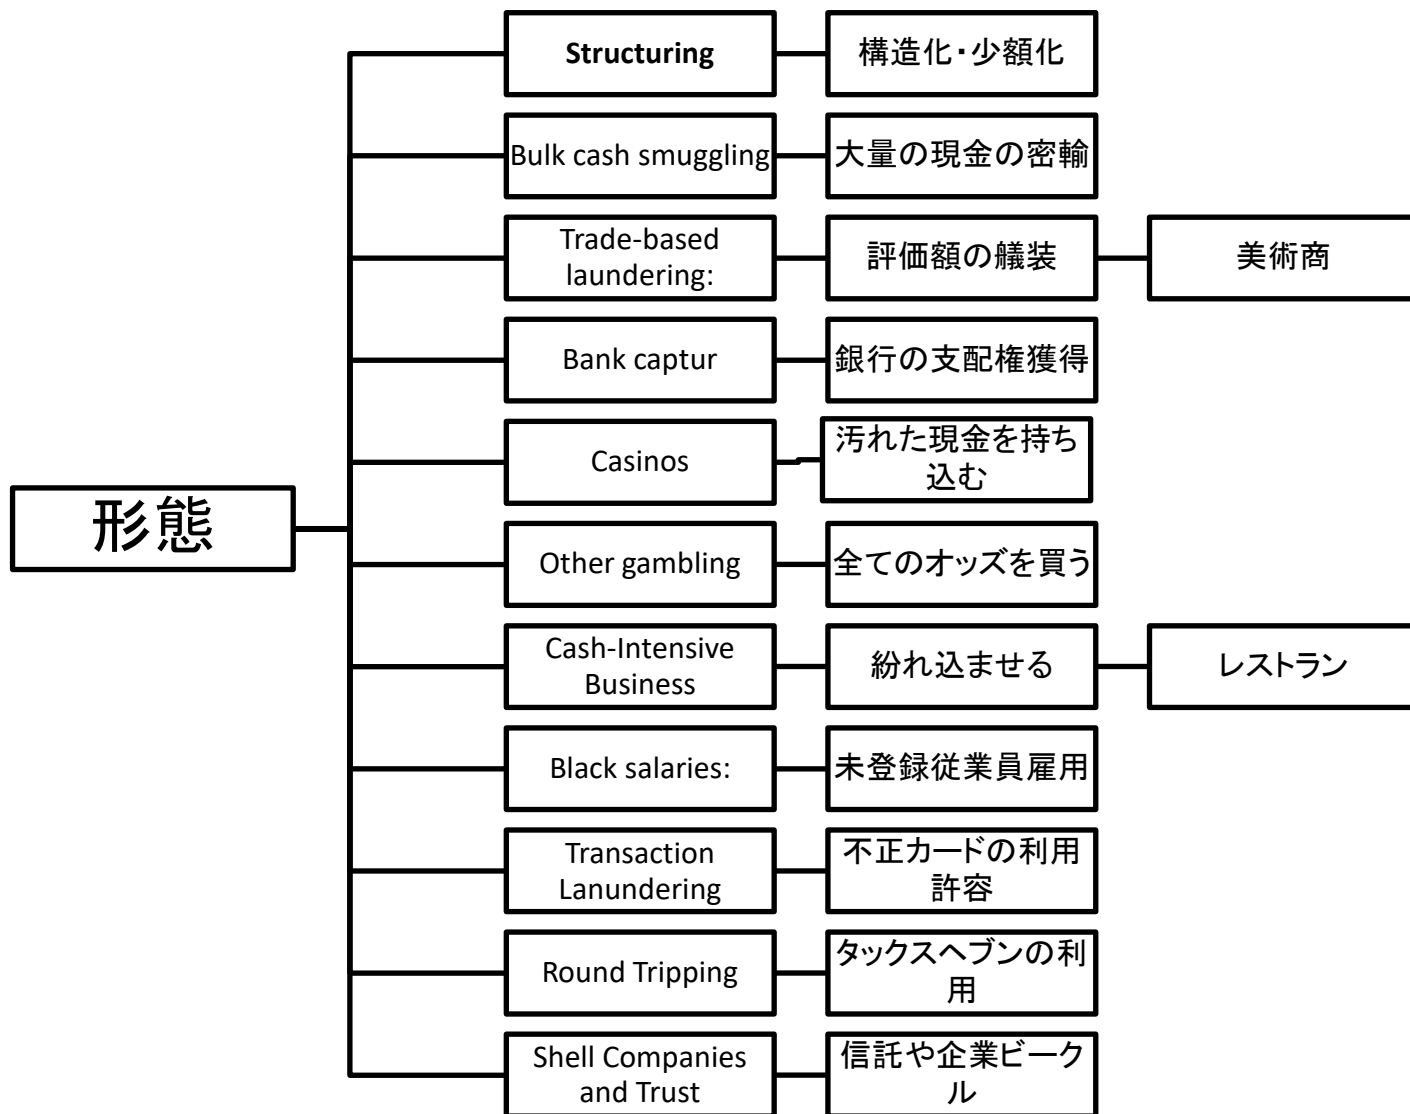 形態
Structuring
構造化・少額化
Bulk cash smuggling
大量の現金の密輸
Trade-based
laundering:
評価額の艤装
美術商
Bank captur
銀行の支配権獲得
Casinos
汚れた現金を持ち
込む
Other gambling
全てのオッズを買う
Cash-Intensive
Business
紛れ込ませる
レストラン
Black salaries:
未登録従業員雇用
Transaction
Lanundering
不正カードの利用
許容
Round Tripping
タックスヘブンの利
用
Shell Companies
and Trust
信託や企業ビーク
ル